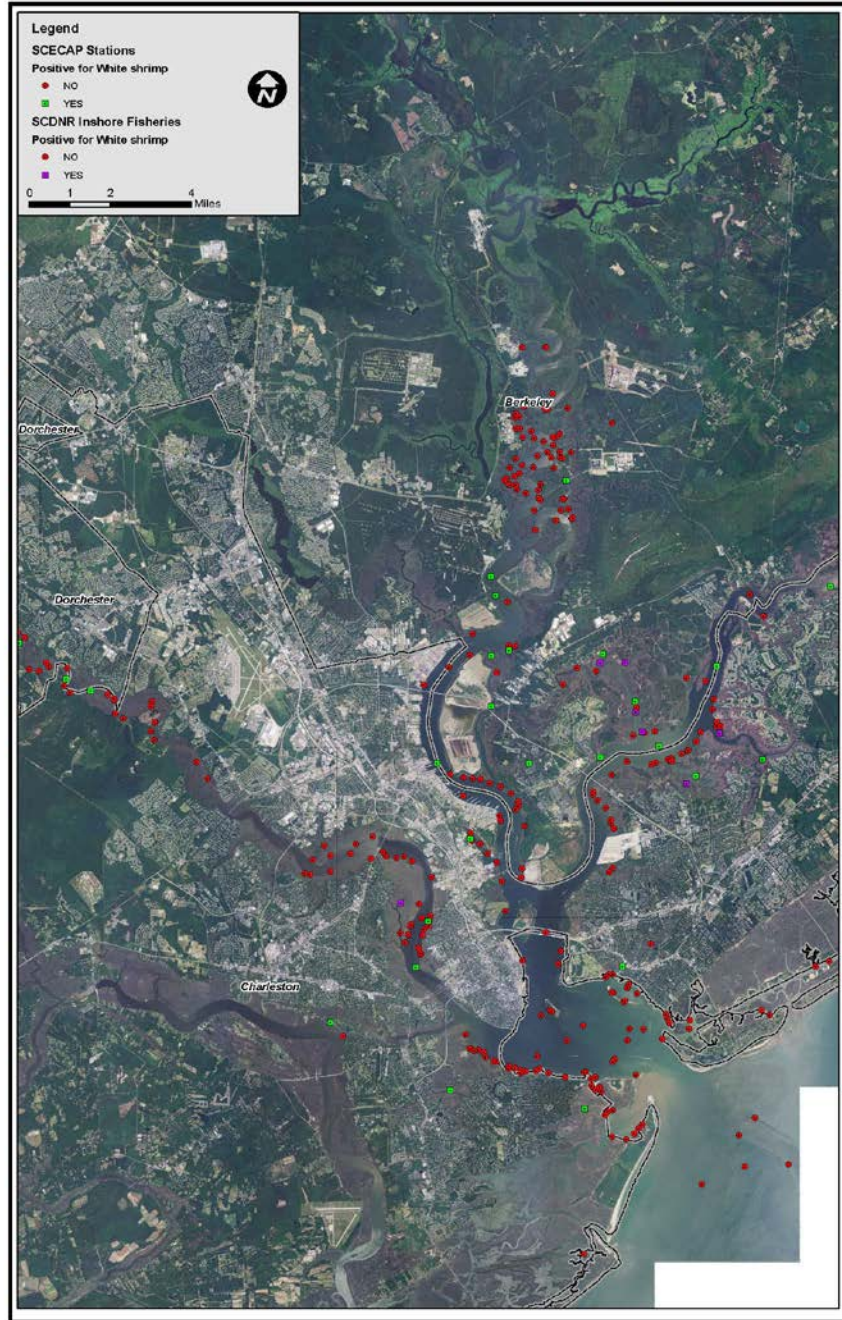 Legend
SCECAP Stations
Positive for White shrimp
NO
YES
SCDNR Inshore Fisheries
Positive for White shrimp
NO
YES
0 1 2 4
Miles
N
Berkeley
Dorchester
Dorchester
Charleston